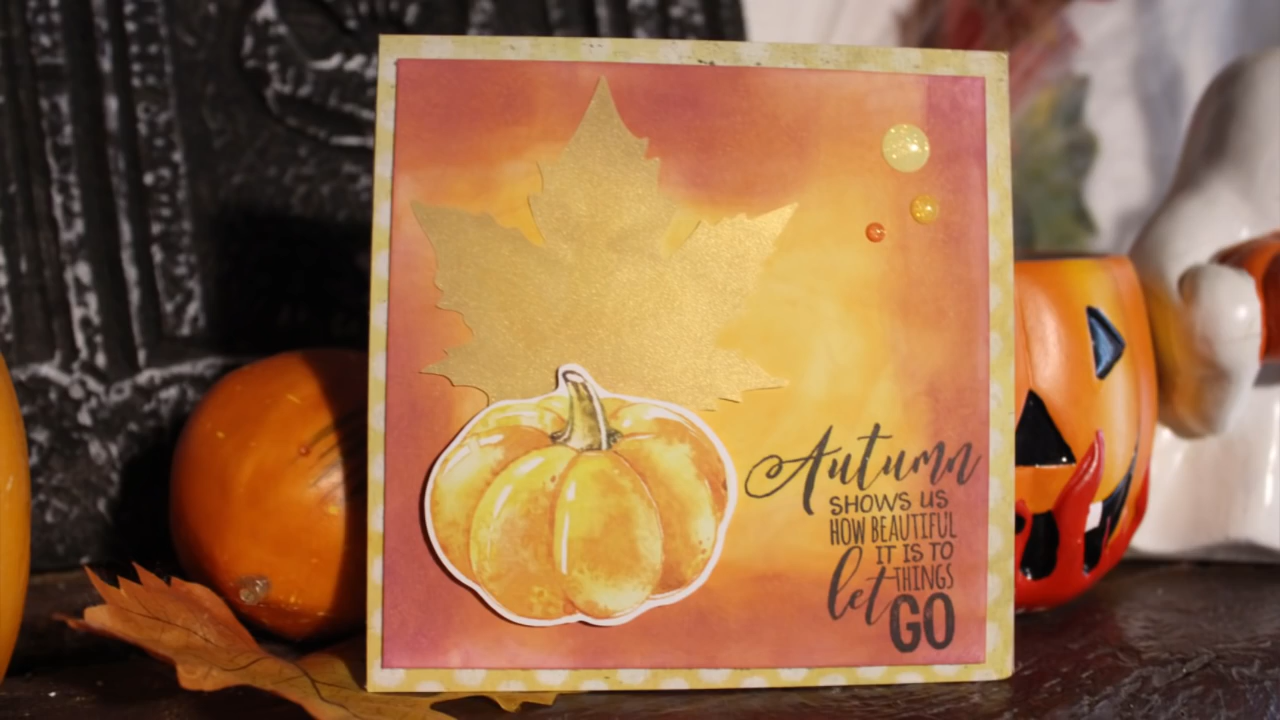 Autumn
SHOWS US
HOW BEAUTIFUL
IT IS TO
let THINGS
GO